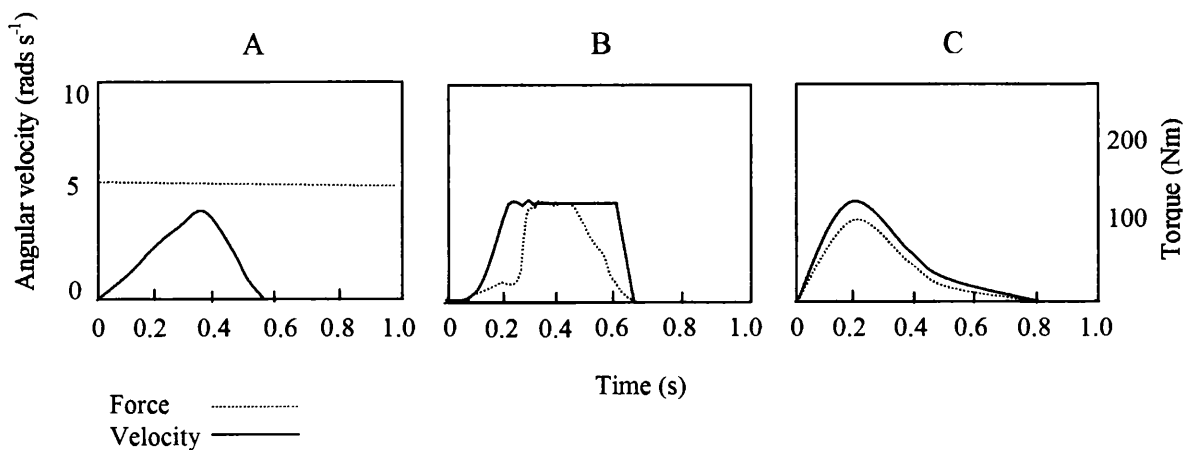 A B C
Angular velocity (rads s⁻¹)
10
5
0
200
100
Torque (Nm)
0 0.2 0.4 0.6 0.8 1.0 0 0.2 0.4 0.6 0.8 1.0 0 0.2 0.4 0.6 0.8 1.0
Time (s)
Force
Velocity